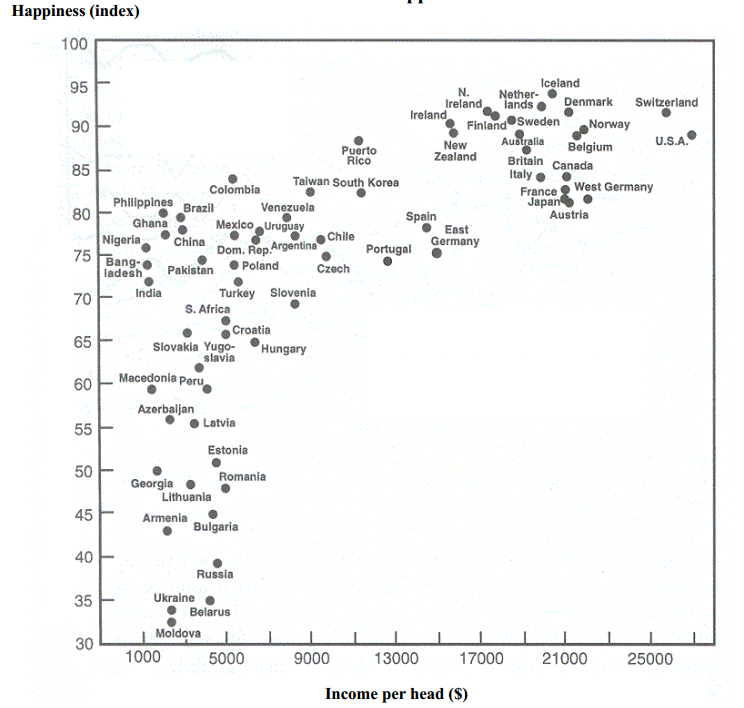 Happiness (index)
100
95
90
85
80
75
70
65
60
55
50
45
40
35
30
Iceland
Nether-
lands
N.
Ireland
Denmark
Switzerland
Ireland
Finland
Sweden
Norway
U.S.A.
New
Zealand
Australia
Belgium
Puerto
Rico
Britain
Italy
Canada
Colombia
Taiwan
South Korea
France
West Germany
Japan
Austria
Philippines
Brazil
Venezuela
Ghana
Mexico
Uruguay
Spain
East
Germany
Nigeria
China
Dom. Rep.
Argentina
Chile
Portugal
Bang-
ladesh
Pakistan
Poland
Czech
India
Turkey
Slovenia
S. Africa
Croatia
Slovakia
Yugo-
slavia
Hungary
Macedonia
Peru
Azerbaijan
Latvia
Estonia
Georgia
Romania
Lithuania
Armenia
Bulgaria
Russia
Ukraine
Belarus
Moldova
1000
5000
9000
13000
17000
21000
25000
Income per head ($)